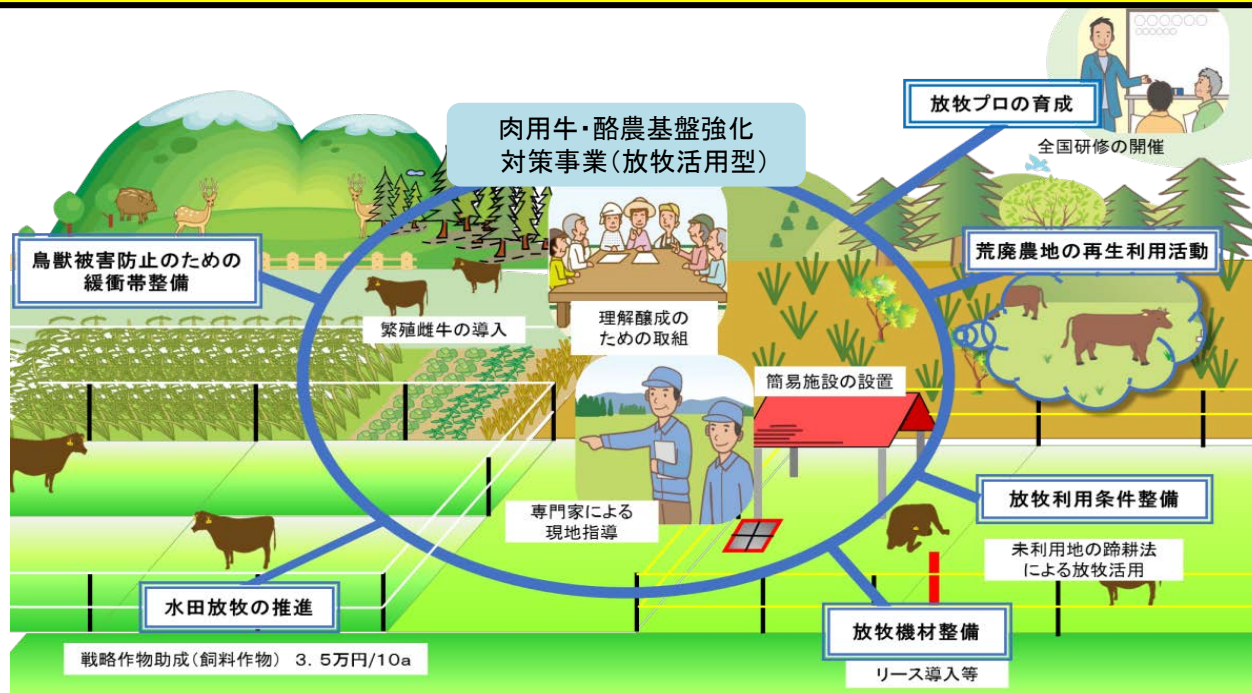 肉用牛・酪農基盤強化
対策事業(放牧活用型)
放牧プロの育成
全国研修の開催
鳥獣被害防止のための
緩衝帯整備
荒廃農地の再生利用活動
繁殖雌牛の導入
理解醸成の
ための取組
簡易施設の設置
専門家による
現地指導
放牧利用条件整備
未利用地の蹄耕法
による放牧活用
水田放牧の推進
戦略作物助成(飼料作物) 3.5万円/10a
放牧機材整備
リース導入等